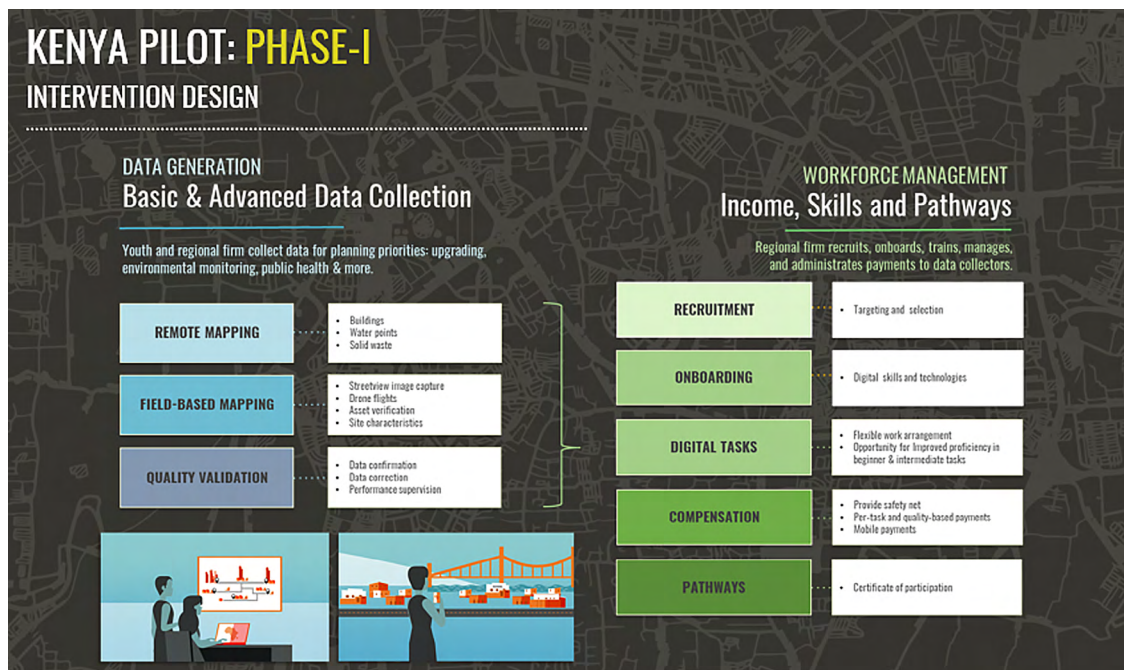 KENYA PILOT: PHASE-I
INTERVENTION DESIGN
DATA GENERATION
Basic & Advanced Data Collection
Youth and regional firm collect data for planning priorities: upgrading,
environmental monitoring, public health & more.
REMOTE MAPPING
• Buildings
• Water points
• Solid waste
FIELD-BASED MAPPING
• Streetview image capture
• Drone flights
• Asset verification
• Site characteristics
QUALITY VALIDATION
• Data confirmation
• Data correction
• Performance supervision
WORKFORCE MANAGEMENT
Income, Skills and Pathways
Regional firm recruits, onboards, trains, manages,
and administrates payments to data collectors.
RECRUITMENT
• Targeting and selection
ONBOARDING
• Digital skills and technologies
DIGITAL TASKS
• Flexible work arrangement
• Opportunity for Improved proficiency in
beginner & intermediate tasks
COMPENSATION
• Provide safety net
• Per-task and quality-based payments
• Mobile payments
PATHWAYS
• Certificate of participation